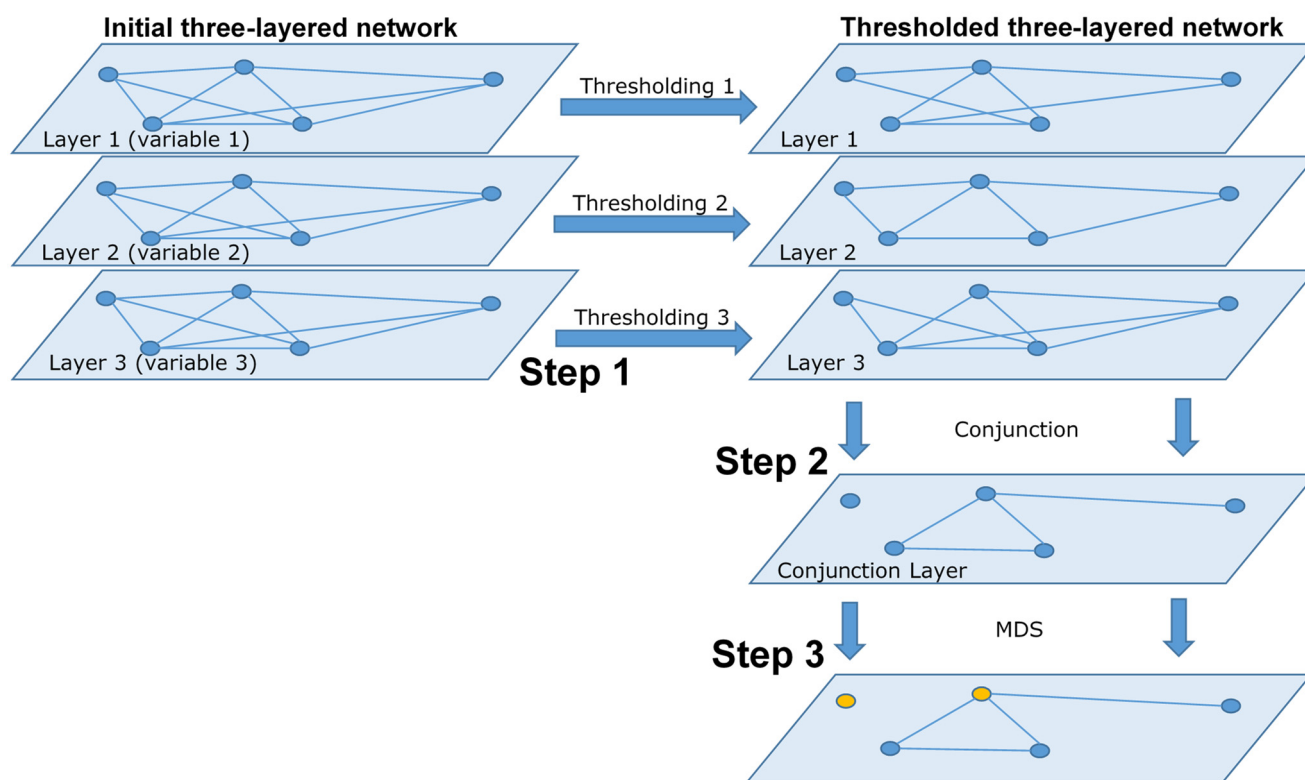 Initial three-layered network
Thresholded three-layered network
Layer 1 (variable 1)
Thresholding 1
Layer 1
Layer 2 (variable 2)
Thresholding 2
Layer 2
Layer 3 (variable 3)
Thresholding 3
Layer 3
Step 1
Conjunction
Step 2
Conjunction Layer
MDS
Step 3